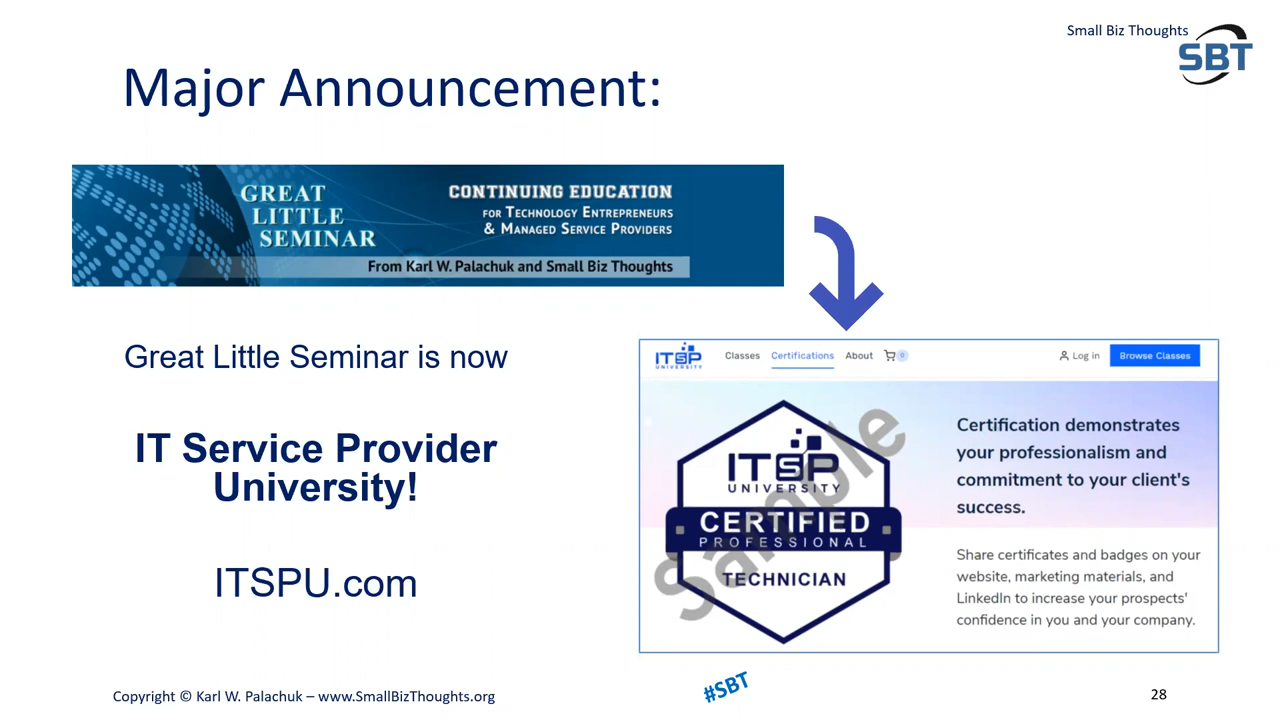 Small Biz Thoughts
SBT
Major Announcement:
GREAT
LITTLE
SEMINAR
CONTINUING EDUCATION
FOR TECHNOLOGY ENTREPRENEURS
& MANAGED SERVICE PROVIDERS
From Karl W. Palachuk and Small Biz Thoughts
Great Little Seminar is now
IT Service Provider
University!
ITSPU.com
ITSP
UNIVERSITY
Classes Certifications About 0 Log in Browse Classes
Sample
ITSP
UNIVERSITY
CERTIFIED
PROFESSIONAL
TECHNICIAN
Certification demonstrates
your professionalism and
commitment to your client's
success.
Share certificates and badges on your
website, marketing materials, and
LinkedIn to increase your prospects'
confidence in you and your company.
Copyright © Karl W. Palachuk – www.SmallBizThoughts.org
#SBT
28